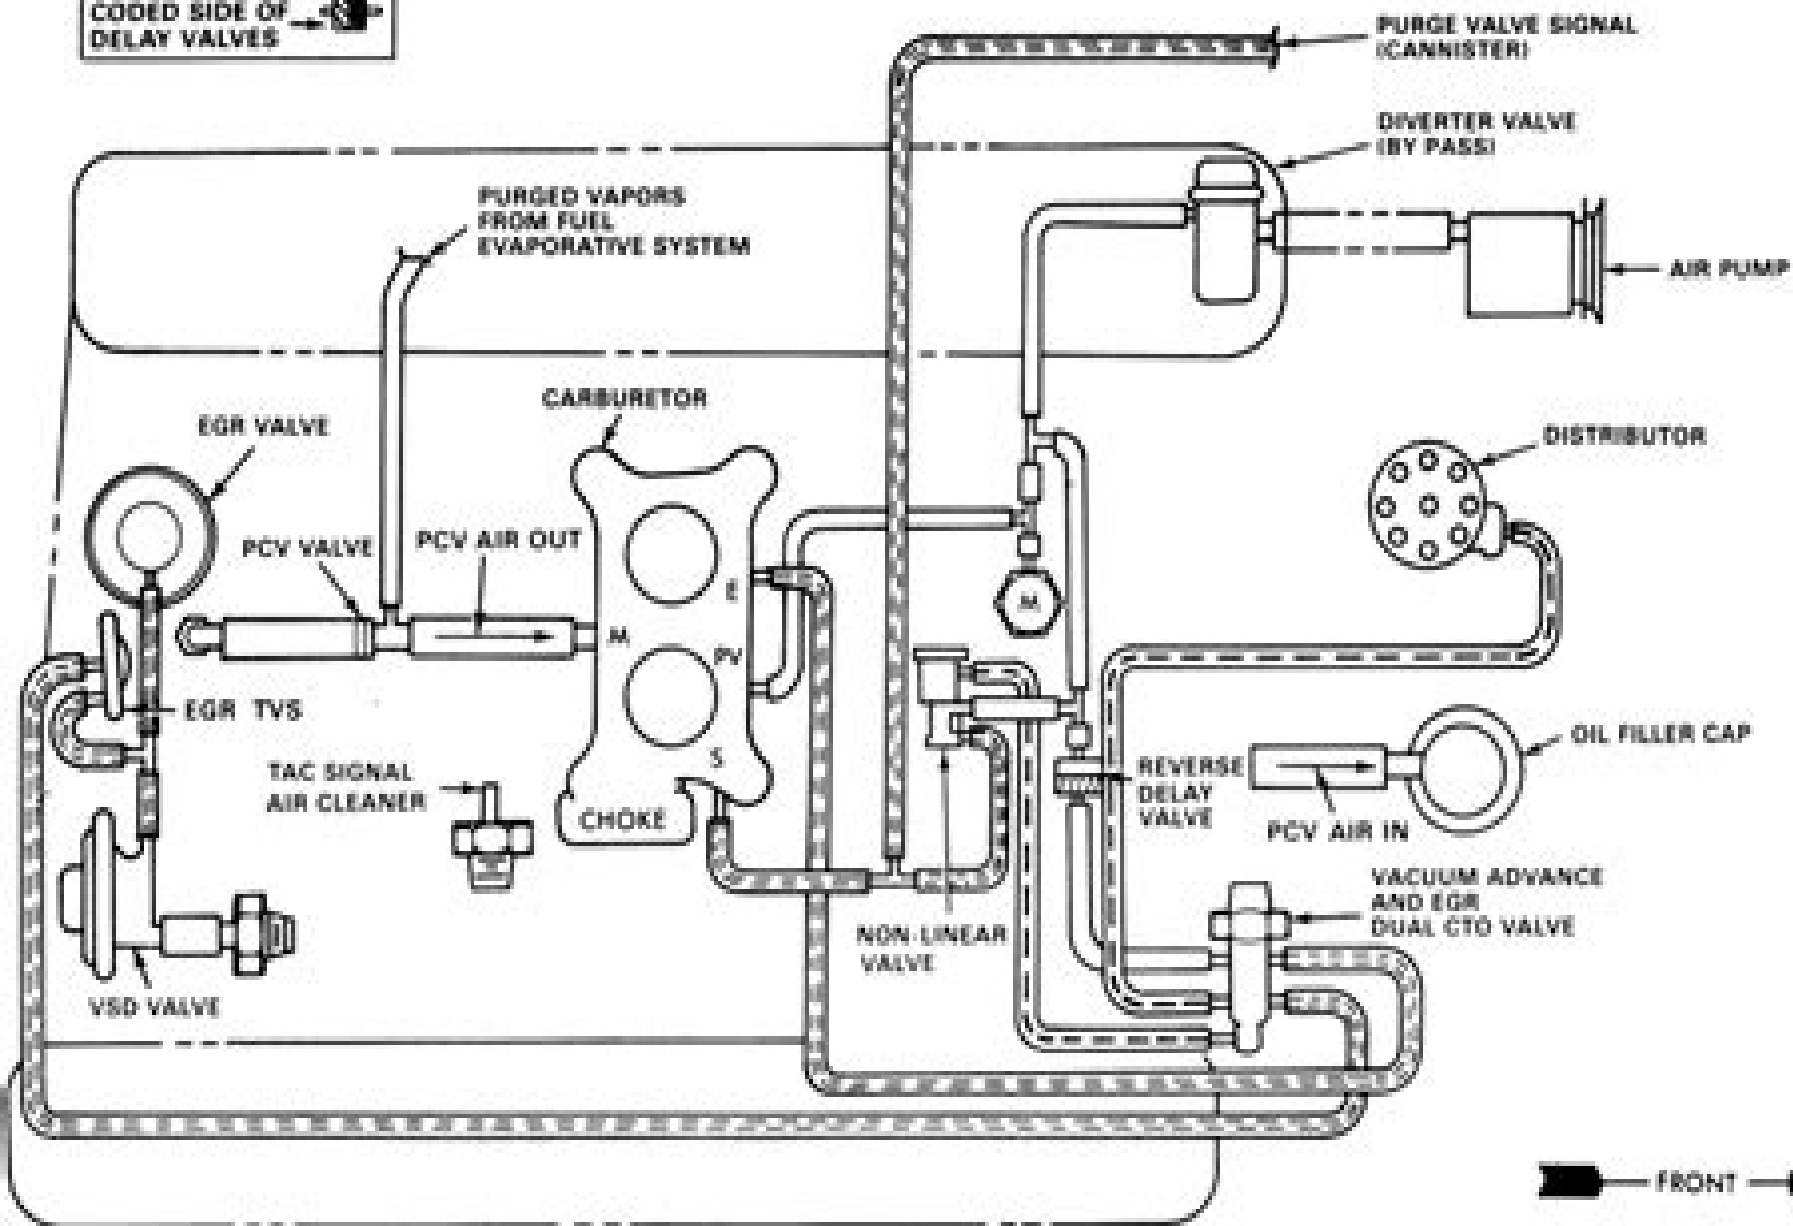 CODED SIDE OF
DELAY VALVES
PURGE VALVE SIGNAL
(CANNISTER)
DIVERTER VALVE
(BY PASS)
PURGED VAPORS
FROM FUEL
EVAPORATIVE SYSTEM
AIR PUMP
CARBURETOR
EGR VALVE
DISTRIBUTOR
PCV VALVE
PCV AIR OUT
E
M
M
PV
EGR TVS
S
OIL FILLER CAP
TAC SIGNAL
AIR CLEANER
REVERSE
DELAY
VALVE
CHOKE
PCV AIR IN
VACUUM ADVANCE
AND EGR
DUAL CTO VALVE
NON-LINEAR
VALVE
VSD VALVE
FRONT